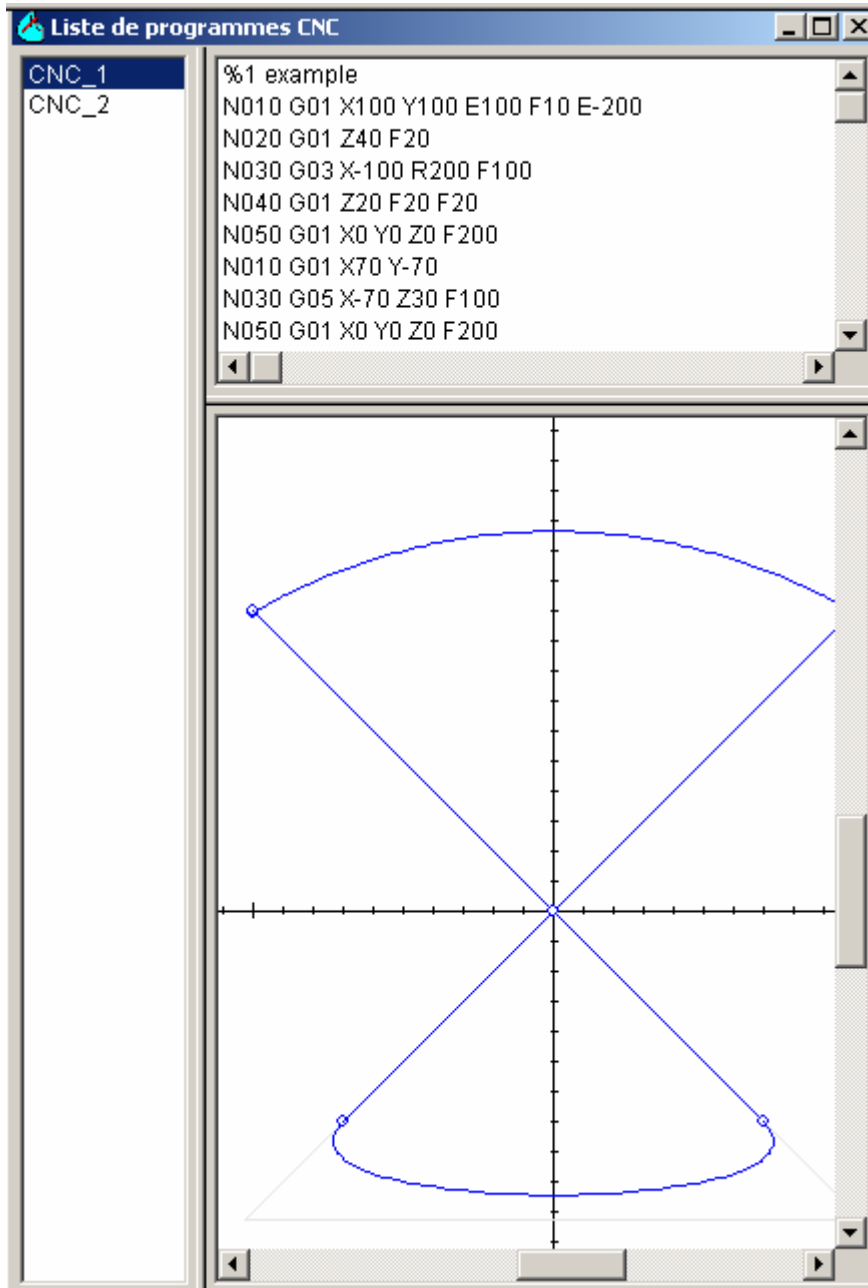 Liste de programmes CNC
CNC_1
CNC_2
%1 example
N010 G01 X100 Y100 E100 F10 E-200
N020 G01 Z40 F20
N030 G03 X-100 R200 F100
N040 G01 Z20 F20 F20
N050 G01 X0 Y0 Z0 F200
N010 G01 X70 Y-70
N030 G05 X-70 Z30 F100
N050 G01 X0 Y0 Z0 F200